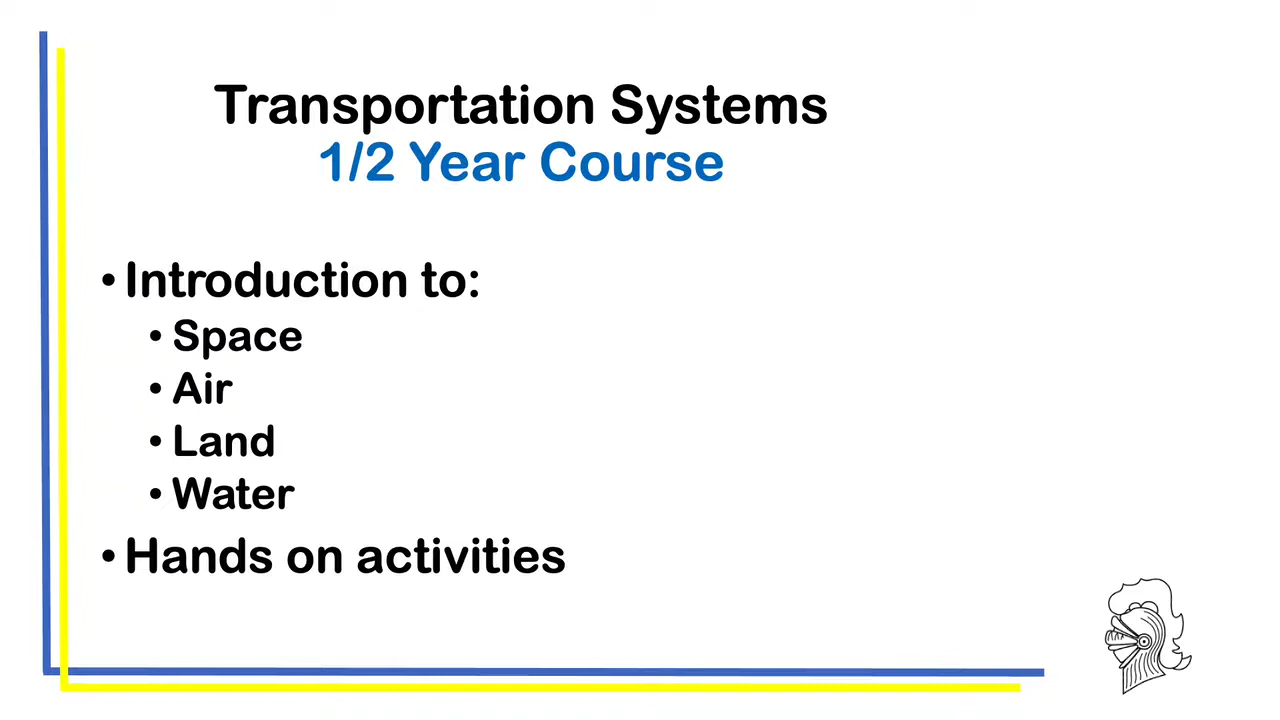 Transportation Systems
1/2 Year Course
• Introduction to:
• Space
• Air
• Land
• Water
• Hands on activities